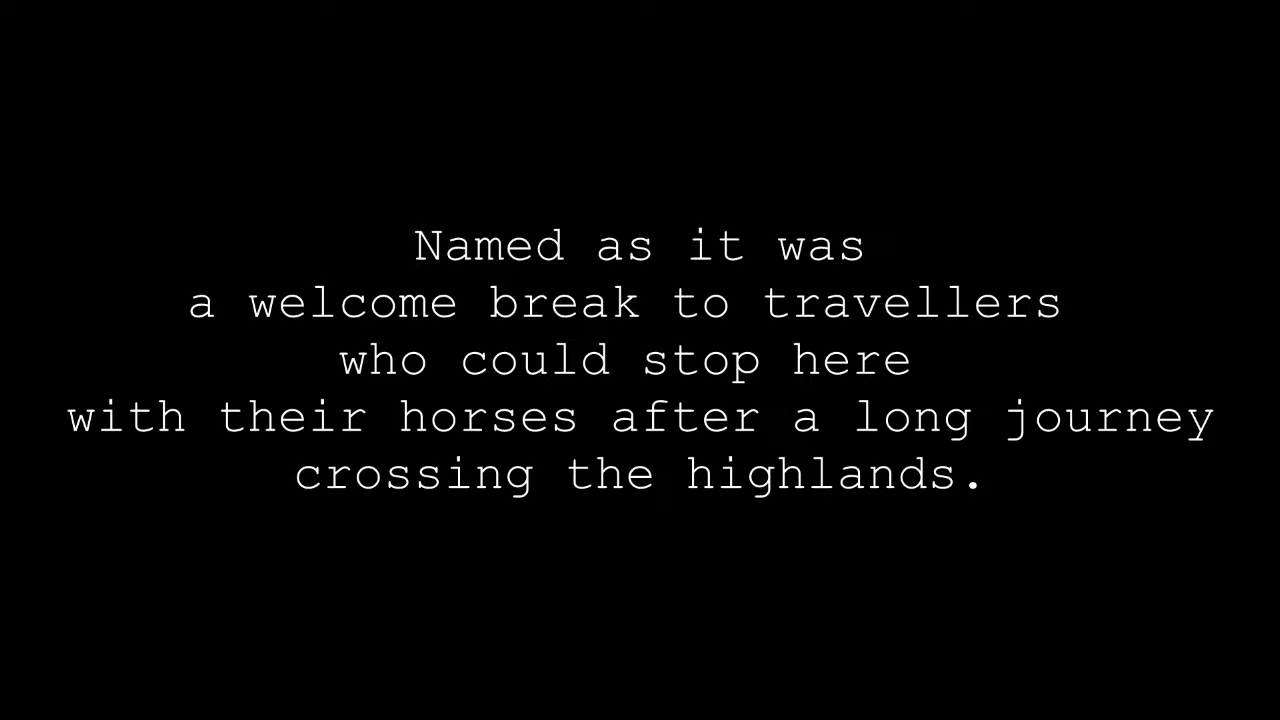 Named as it was
a welcome break to travellers
who could stop here
with their horses after a long journey
crossing the highlands.